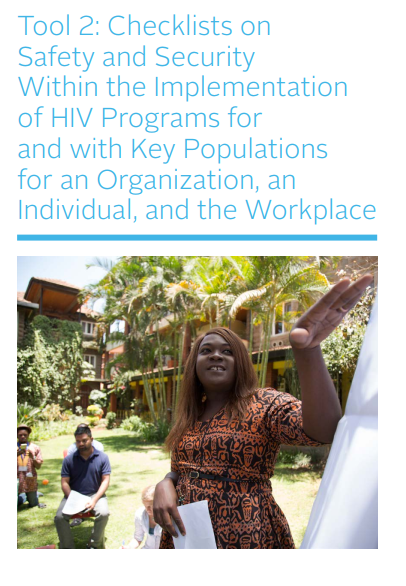 Tool 2: Checklists on
Safety and Security
Within the Implementation
of HIV Programs for
and with Key Populations
for an Organization, an
Individual, and the Workplace